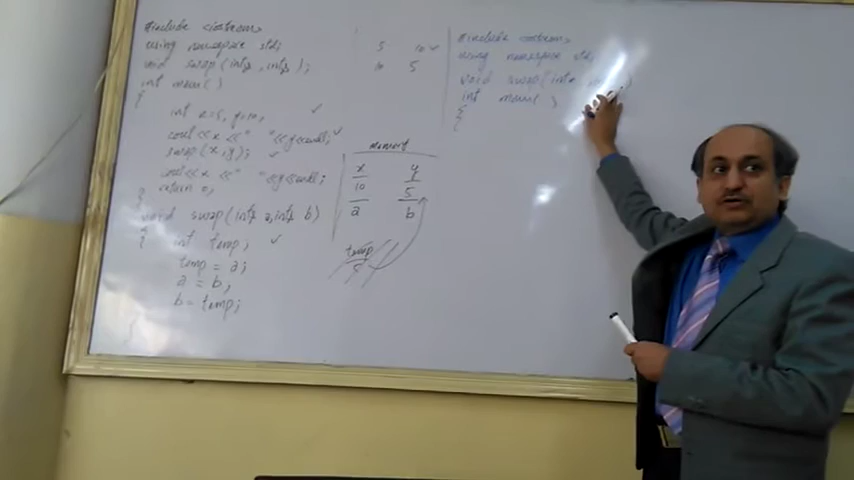 #include <iostream>
using namespace std;
void swap(int&, int&);
int main()
{
int x=5, y=10;
cout<<x<<" "<<y<<endl;
swap(x,y);
cout<<x<<" "<<y<<endl;
return 0;
}
void swap(int& a, int& b)
{
int temp;
temp = a;
a = b;
b = temp;
5 10
10 5
memory
x y
10 5
a b
temp
5
#include <iostream>
using namespace std;
void swap(int*
int main()
{